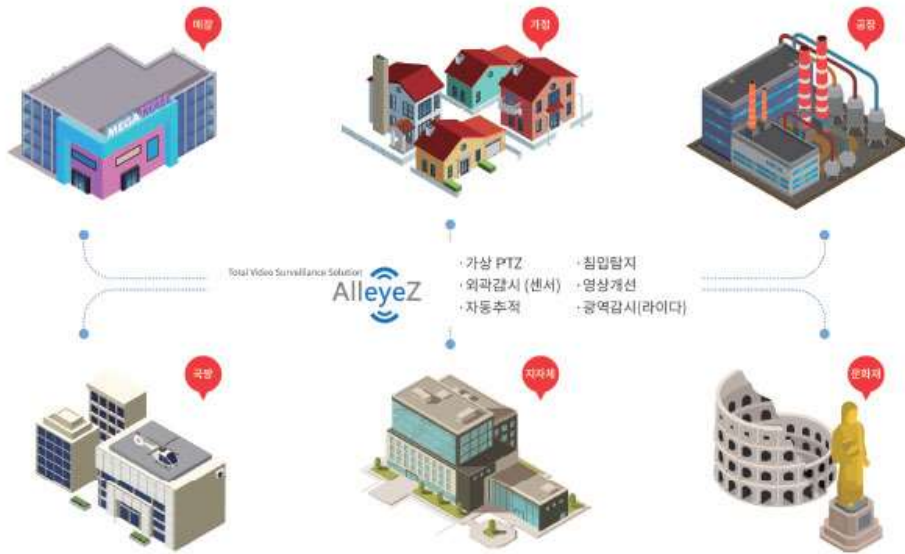 매장
가정
공장
MEGA
Total Video Surveillance Solution
AlleyeZ
·가상 PTZ
·외곽감시 (센서)
·자동추적
·침입탐지
·영상개선
·광역감시(라이다)
국방
지자체
문화재